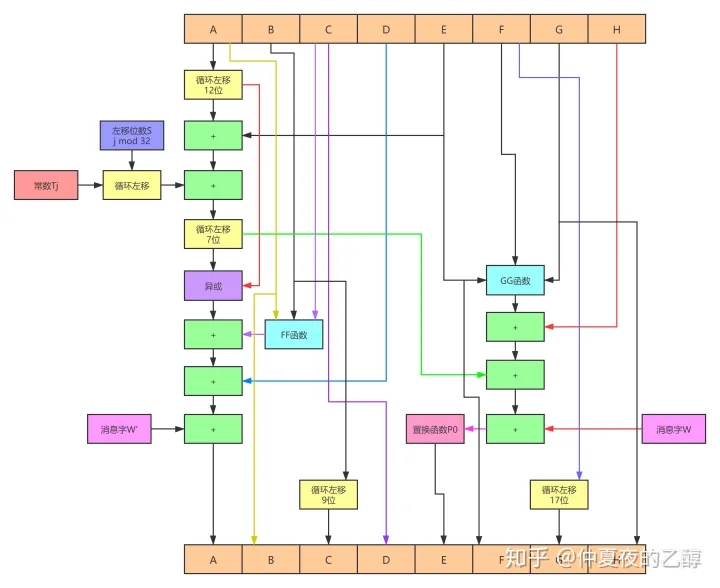 A B C D E F G H
循环左移
12位
左移位数S
j mod 32
+
常数Tj
循环左移
+
循环左移
7位
GG函数
异或
+
+
FF函数
+
+
消息字W'
+
置换函数P0
+
消息字W
循环左移
9位
循环左移
17位
A B C D E F G H
知乎 @仲夏夜的乙醇